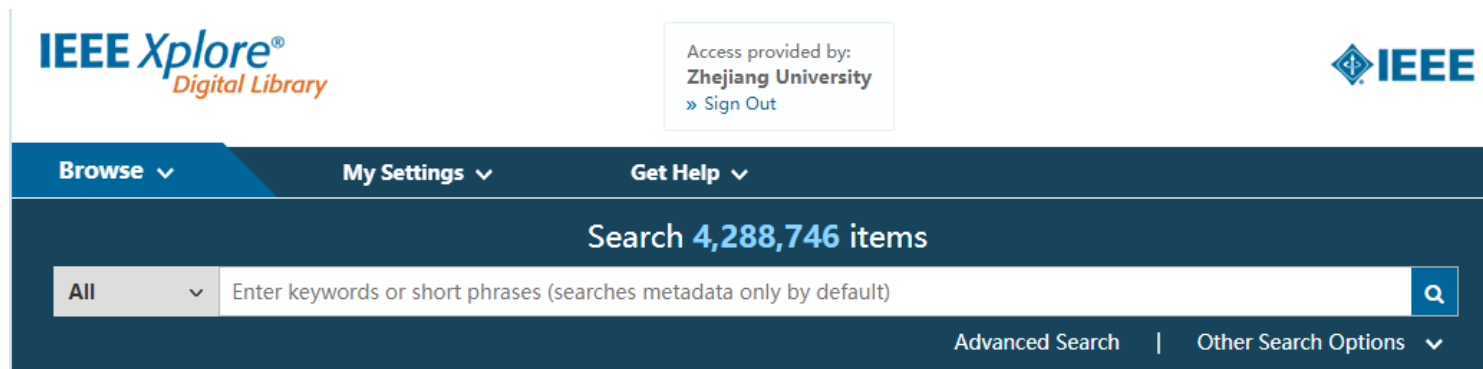 IEEE Xplore®
Digital Library
Access provided by:
Zhejiang University
» Sign Out
IEEE
Browse
My Settings
Get Help
Search 4,288,746 items
All
Enter keywords or short phrases (searches metadata only by default)
Advanced Search | Other Search Options